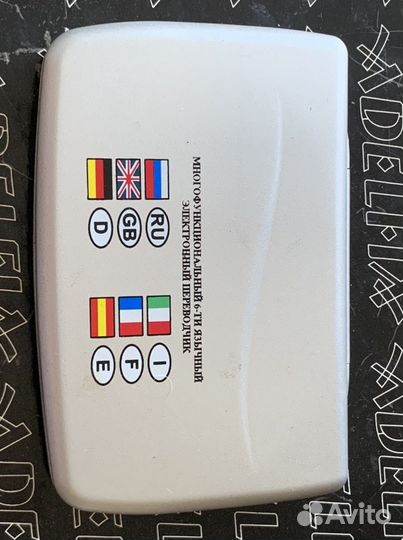 МНОГОФУНКЦИОНАЛЬНЫЙ 6-ТИ ЯЗЫЧНЫЙ
ЭЛЕКТРОННЫЙ ПЕРЕВОДЧИК
RU I
GB F
D E
Avito